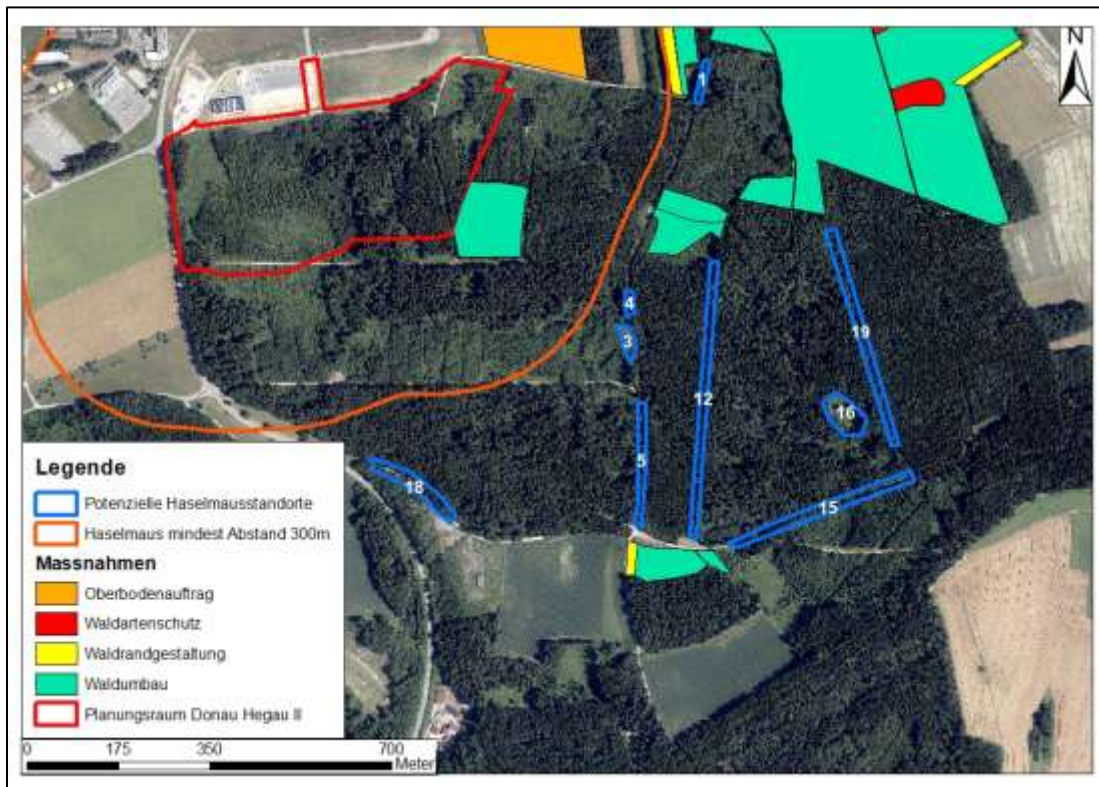 N
1
4
3
19
12
16
5
18
15
Legende
Potenzielle Haselmausstandorte
Haselmaus mindest Abstand 300m
Massnahmen
Oberbodenauftrag
Waldartenschutz
Waldrandgestaltung
Waldumbau
Planungsraum Donau Hegau II
0 175 350 700
Meter